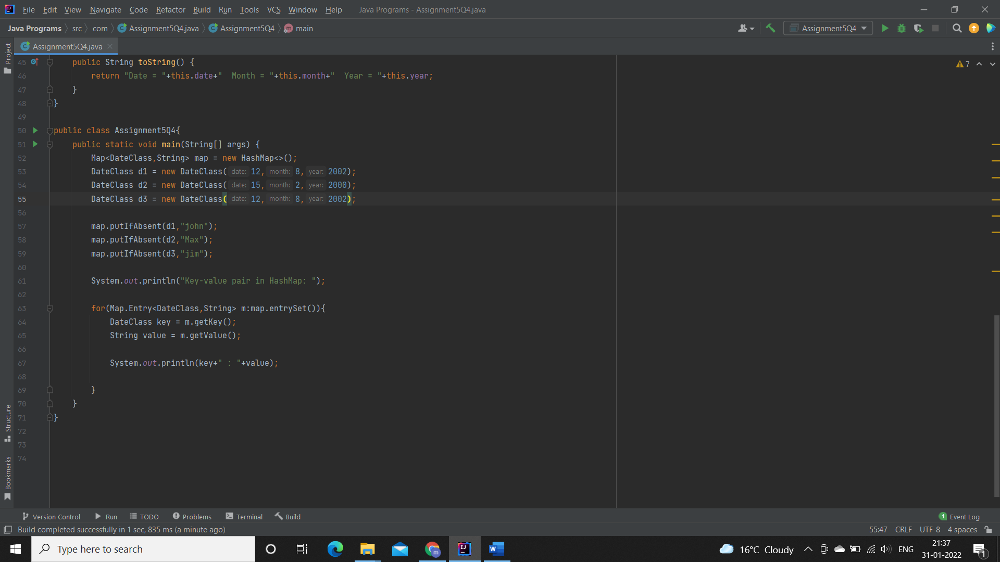 File Edit View Navigate Code Refactor Build Run Tools VCS Window Help Java Programs - Assignment5Q4.java
Java Programs src com Assignment5Q4.java Assignment5Q4 m main Assignment5Q4
Assignment5Q4.java
Project
7
45 public String toString() {
46 return "Date = "+this.date+"  Month = "+this.month+"  Year = "+this.year;
47 }
48 }
49
50 public class Assignment5Q4{
51 public static void main(String[] args) {
52 Map<DateClass,String> map = new HashMap<>();
53 DateClass d1 = new DateClass( date: 12, month: 8, year: 2002);
54 DateClass d2 = new DateClass( date: 15, month: 2, year: 2000);
55 DateClass d3 = new DateClass( date: 12, month: 8, year: 2002);
56
57 map.putIfAbsent(d1,"john");
58 map.putIfAbsent(d2,"Max");
59 map.putIfAbsent(d3,"jim");
60
61 System.out.println("Key-value pair in HashMap: ");
62
63 for(Map.Entry<DateClass,String> m:map.entrySet()){
64 DateClass key = m.getKey();
65 String value = m.getValue();
66
67 System.out.println(key+" : "+value);
68
69 }
70 }
71 }
72
73
74
Structure
Bookmarks
Version Control Run TODO Problems Terminal Build 1 Event Log
Build completed successfully in 1 sec, 835 ms (a minute ago) 55:47 CRLF UTF-8 4 spaces
Type here to search 16°C Cloudy ENG 21:37
31-01-2022 1